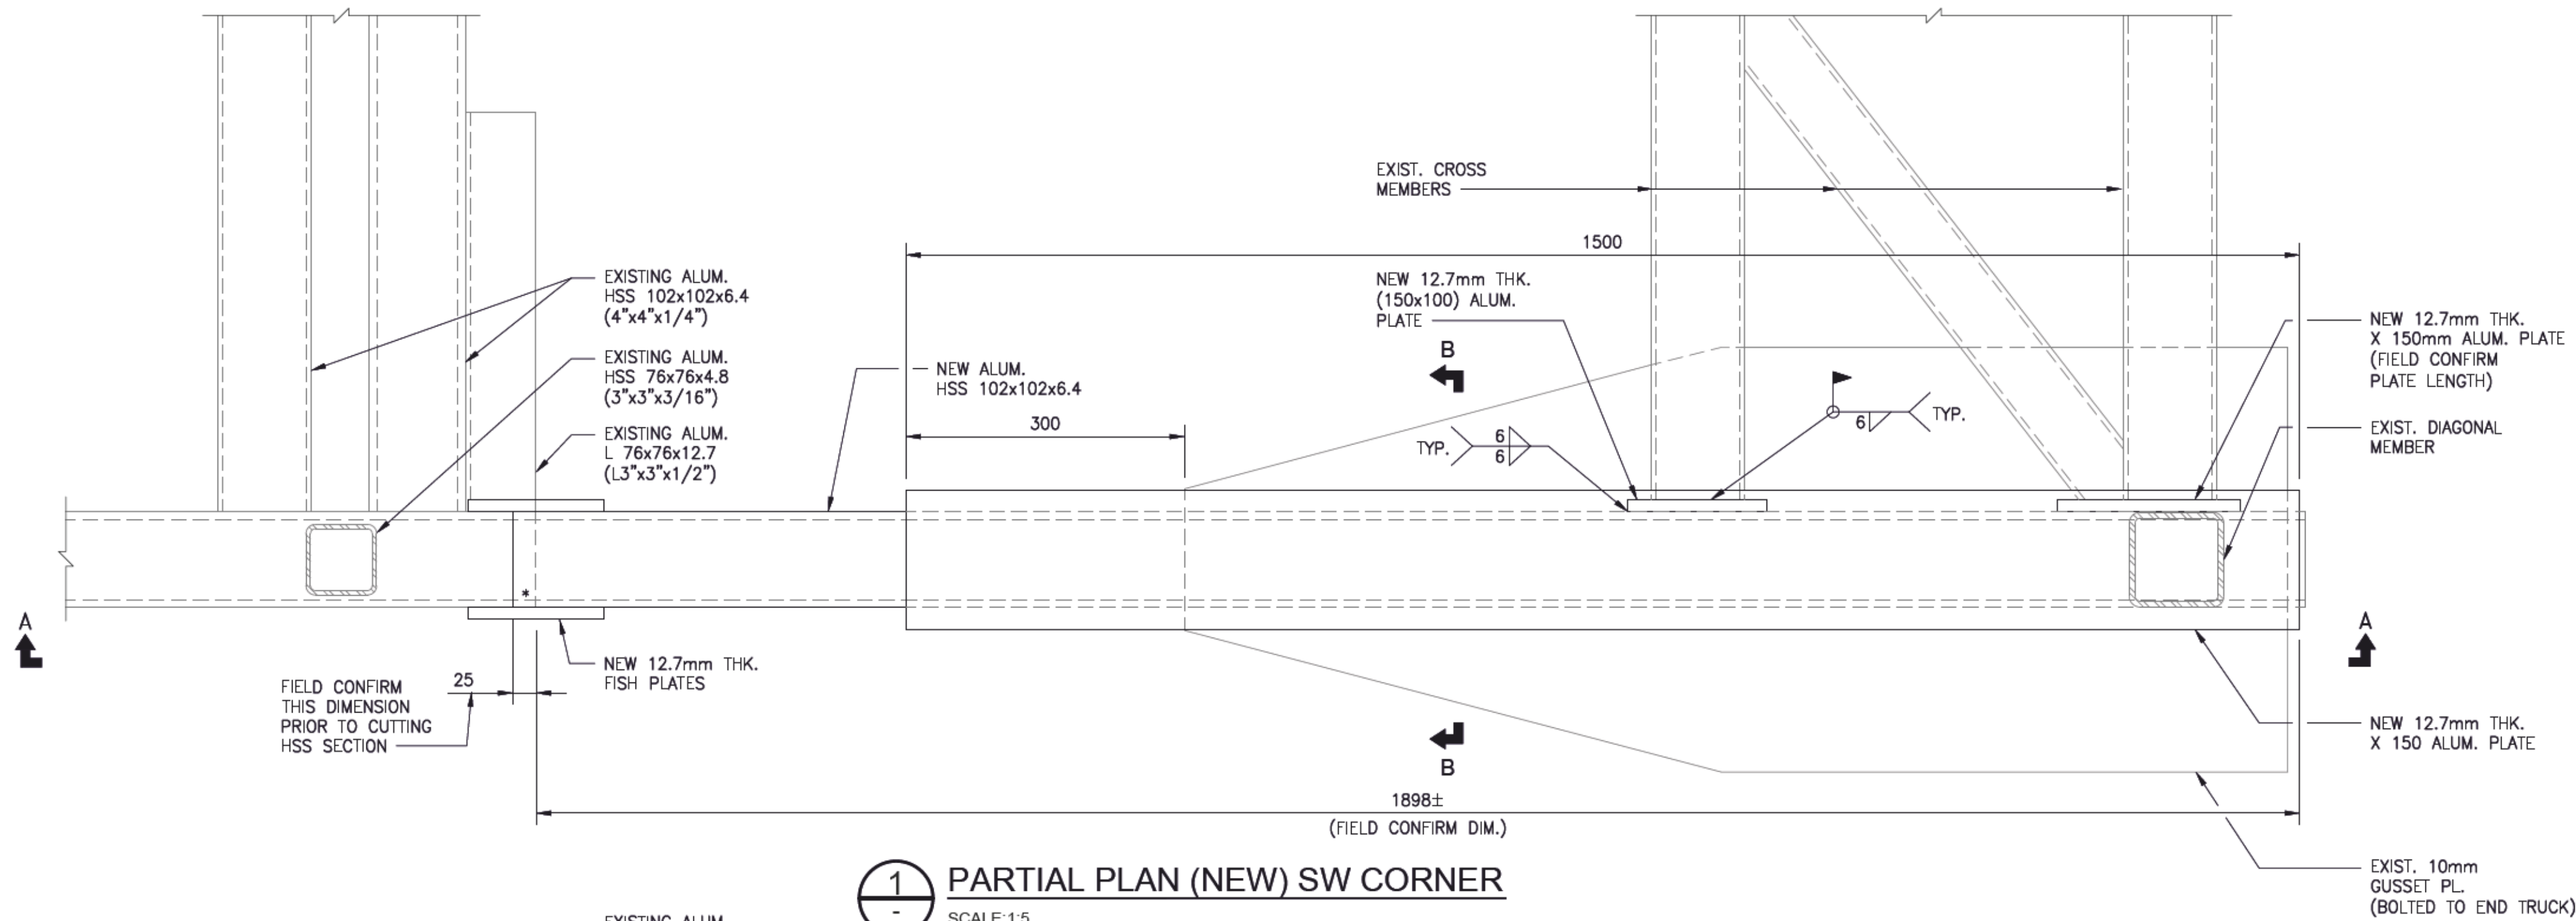 EXIST. CROSS
MEMBERS
1500
EXISTING ALUM.
HSS 102x102x6.4
(4"x4"x1/4")
NEW 12.7mm THK.
(150x100) ALUM.
PLATE
NEW 12.7mm THK.
X 150mm ALUM. PLATE
(FIELD CONFIRM
PLATE LENGTH)
EXISTING ALUM.
HSS 76x76x4.8
(3"x3"x3/16")
NEW ALUM.
HSS 102x102x6.4
B
300
TYP.
6
6
6
TYP.
EXIST. DIAGONAL
MEMBER
EXISTING ALUM.
L 76x76x12.7
(L3"x3"x1/2")
*
A
A
NEW 12.7mm THK.
FISH PLATES
25
FIELD CONFIRM
THIS DIMENSION
PRIOR TO CUTTING
HSS SECTION
B
NEW 12.7mm THK.
X 150 ALUM. PLATE
1898±
(FIELD CONFIRM DIM.)
EXIST. 10mm
GUSSET PL.
(BOLTED TO END TRUCK)
1
-
PARTIAL PLAN (NEW) SW CORNER
SCALE:1:5
EXISTING ALUM.